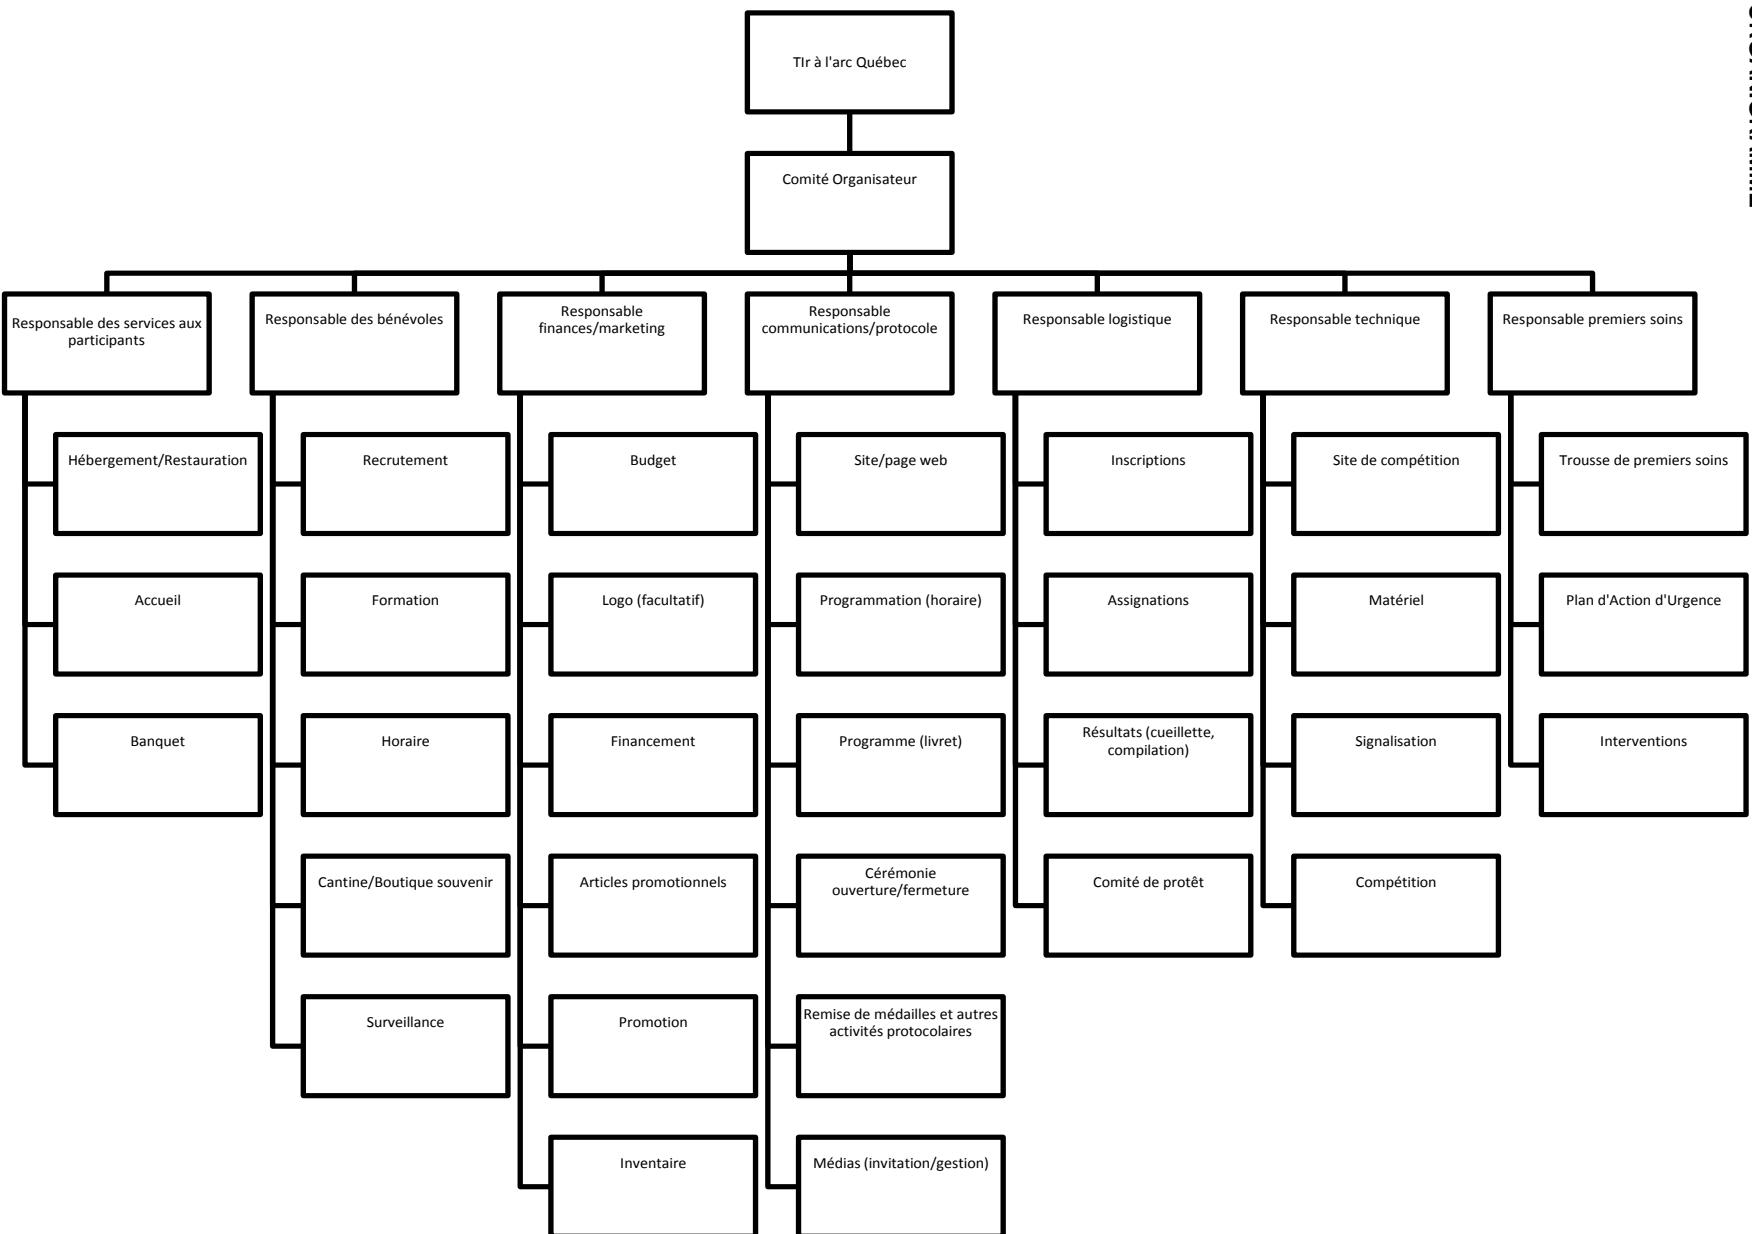 TIr à l'arc Québec
Comité Organisateur
Responsable des services aux
participants
Responsable des bénévoles
Responsable
finances/marketing
Responsable
communications/protocole
Responsable logistique
Responsable technique
Responsable premiers soins
Hébergement/Restauration
Recrutement
Budget
Site/page web
Inscriptions
Site de compétition
Trousse de premiers soins
Accueil
Formation
Logo (facultatif)
Programmation (horaire)
Assignations
Matériel
Plan d'Action d'Urgence
Banquet
Horaire
Financement
Programme (livret)
Résultats (cueillette,
compilation)
Signalisation
Interventions
Cantine/Boutique souvenir
Articles promotionnels
Cérémonie
ouverture/fermeture
Comité de protêt
Compétition
Surveillance
Promotion
Remise de médailles et autres
activités protocolaires
Inventaire
Médias (invitation/gestion)